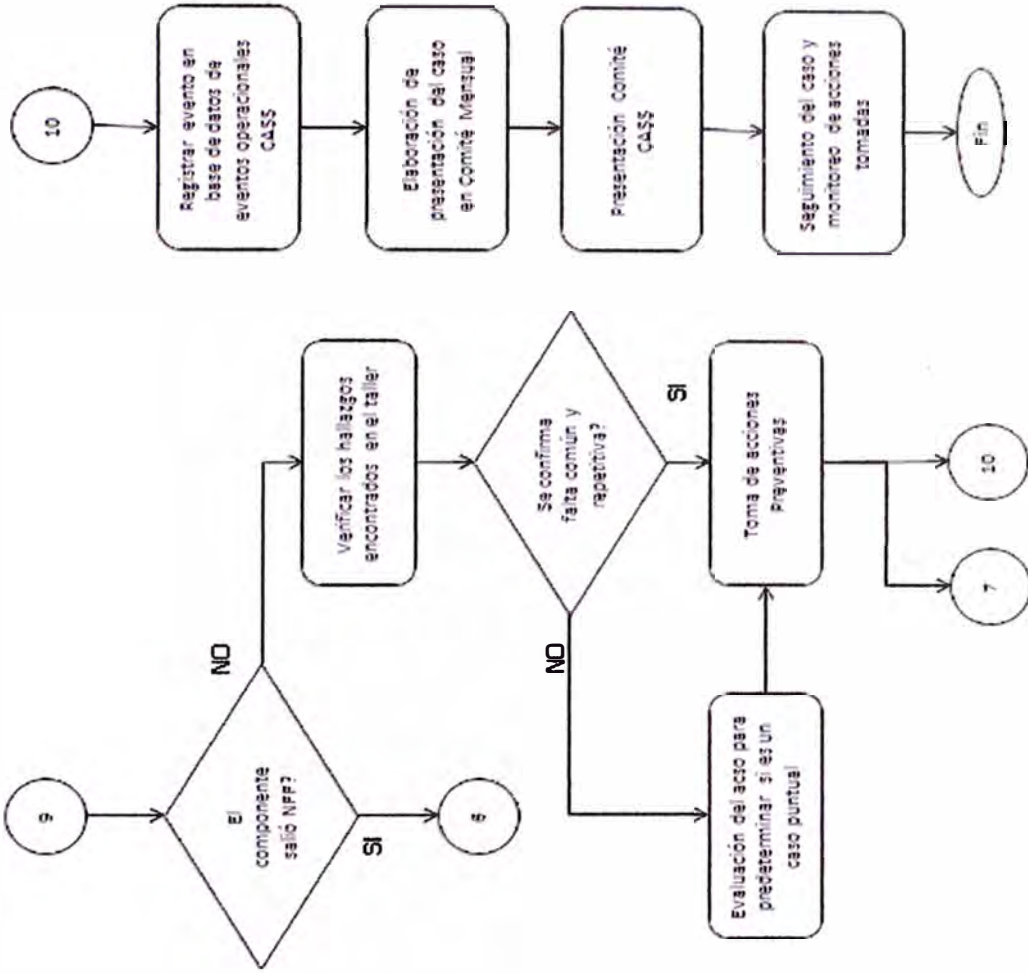 9
El
componente
salió NFF?
NO
SI
Verificar los hallazgos
encontrados en el taller
Se confirma
falta común y
repetitiva?
NO
SI
Evaluación del acso para
predeterminar si es un
caso puntual
Toma de acciones
Preventivas
7
10
10
Registrar evento en
base de datos de
eventos operacionales
CASS
Elaboración de
presentación del caso
en Comité Mensual
Presentación comité
CASS
Seguimiento del caso y
monitoreo de acciones
tomadas
Fin